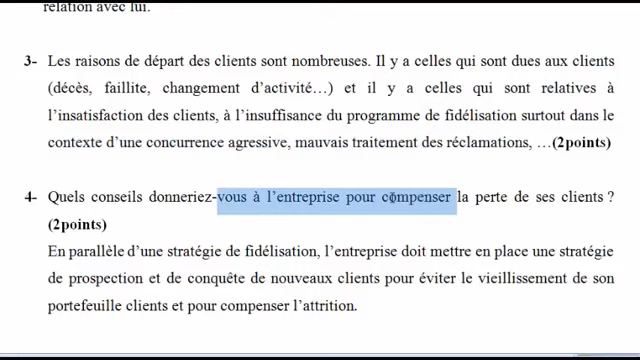 relation avec lui.
3- Les raisons de départ des clients sont nombreuses. Il y a celles qui sont dues aux clients
(décès, faillite, changement d'activité…) et il y a celles qui sont relatives à
l'insatisfaction des clients, à l'insuffisance du programme de fidélisation surtout dans le
contexte d'une concurrence agressive, mauvais traitement des réclamations, …(2points)
4- Quels conseils donneriez-vous à l'entreprise pour compenser la perte de ses clients ?
(2points)
En parallèle d'une stratégie de fidélisation, l'entreprise doit mettre en place une stratégie
de prospection et de conquête de nouveaux clients pour éviter le vieillissement de son
portefeuille clients et pour compenser l'attrition.